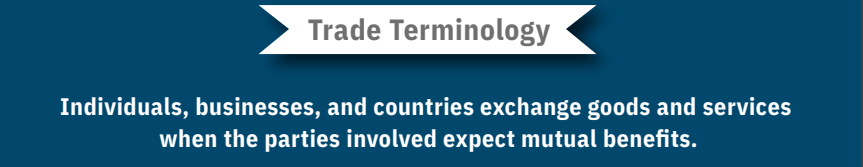 Trade Terminology
Individuals, businesses, and countries exchange goods and services
when the parties involved expect mutual benefits.